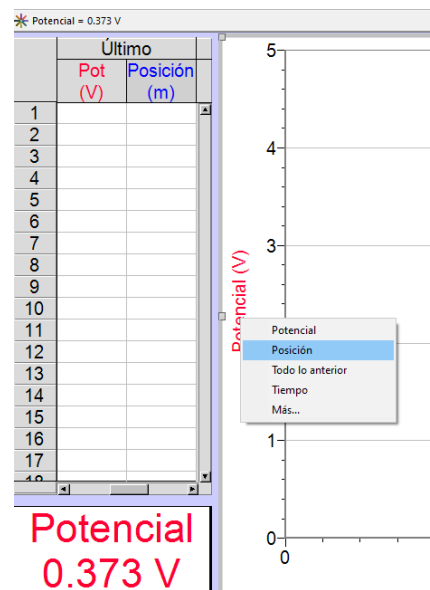 Potencial = 0.373 V
Último
Pot Posición
(V) (m)
1
2
3
4
5
6
7
8
9
10
11
12
13
14
15
16
17
18
Potencial
0.373 V
5
4
3
1
0
0
Potencial (V)
Potencial
Posición
Todo lo anterior
Tiempo
Más...